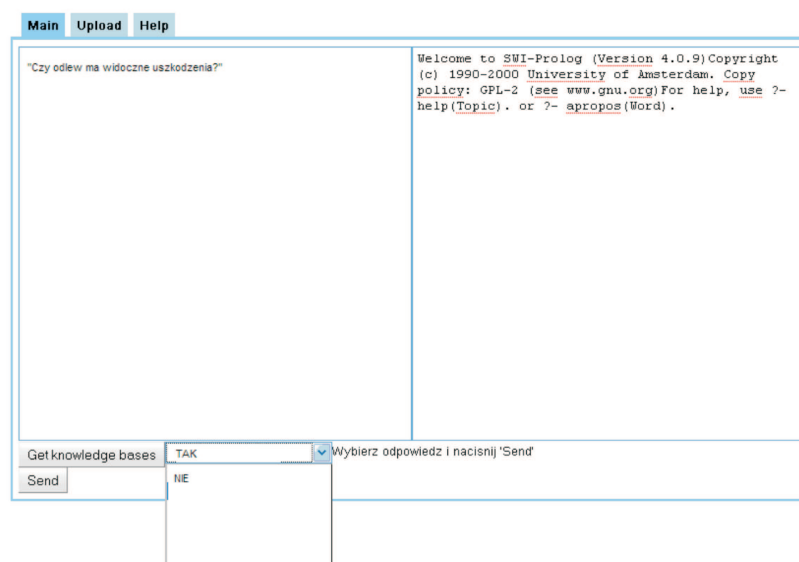 Main Upload Help
"Czy odlew ma widoczne uszkodzenia?"
Welcome to SWI-Prolog (Version 4.0.9)Copyright
(c) 1990-2000 University of Amsterdam. Copy
policy: GPL-2 (see www.gnu.org)For help, use ?-
help(Topic). or ?- apropos(Word).
Get knowledge bases TAK Wybierz odpowiedz i nacisnij 'Send'
Send NIE